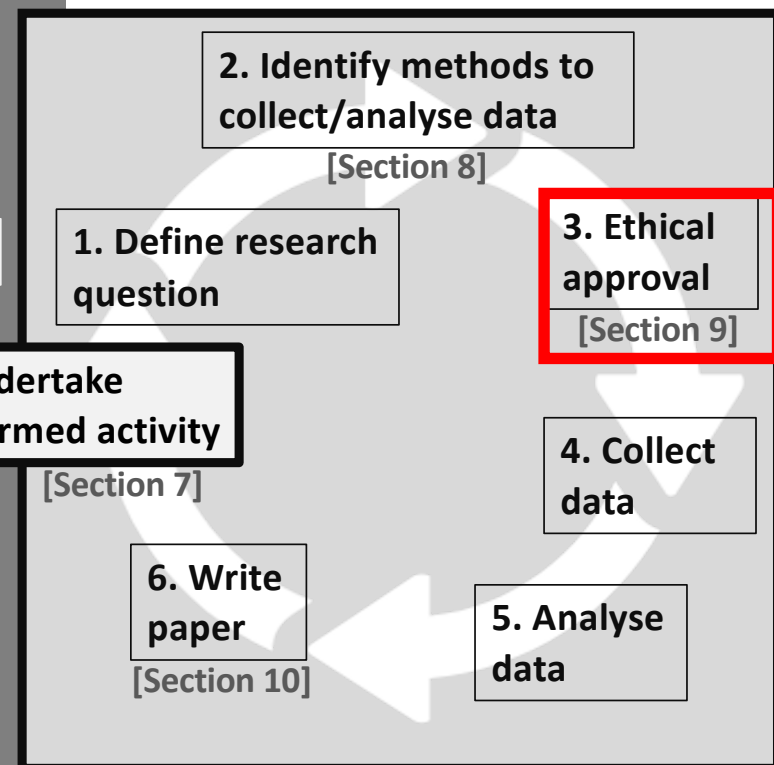 2. Identify methods to
collect/analyse data
[Section 8]
1. Define research
question
3. Ethical
approval
[Section 9]
dertake
rmed activity
[Section 7]
4. Collect
data
5. Analyse
data
6. Write
paper
[Section 10]